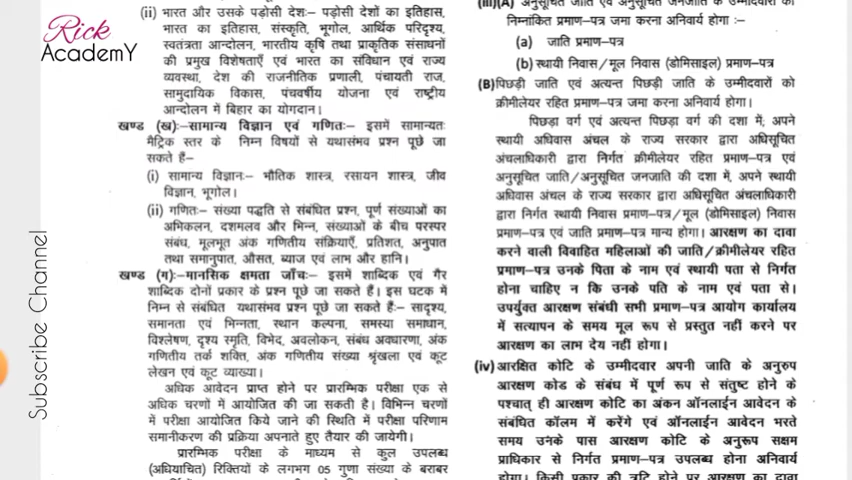 Rick
AcademY
Subscribe Channel
(ii) भारत और उसके पड़ोसी देशः– पड़ोसी देशों का इतिहास,
भारत का इतिहास, संस्कृति, भूगोल, आर्थिक परिदृश्य,
स्वतंत्रता आन्दोलन, भारतीय कृषि तथा प्राकृतिक संसाधनों
की प्रमुख विशेषताएँ एवं भारत का संविधान एवं राज्य
व्यवस्था, देश की राजनीतिक प्रणाली, पंचायती राज,
सामुदायिक विकास, पंचवर्षीय योजना एवं राष्ट्रीय
आन्दोलन में बिहार का योगदान।
खण्ड (ख)ः–सामान्य विज्ञान एवं गणितः– इसमें सामान्यतः
मैट्रिक स्तर के निम्न विषयों से यथासंभव प्रश्न पूछे जा
सकते हैं–
(i) सामान्य विज्ञानः– भौतिक शास्त्र, रसायन शास्त्र, जीव
विज्ञान, भूगोल।
(ii) गणितः– संख्या पद्धति से संबंधित प्रश्न, पूर्ण संख्याओं का
अभिकलन, दशमलव और भिन्न, संख्याओं के बीच परस्पर
संबंध, मूलभूत अंक गणितीय संक्रियाएँ, प्रतिशत, अनुपात
तथा समानुपात, औसत, ब्याज एवं लाभ और हानि।
खण्ड (गः–मानसिक क्षमता जाँचः– इसमें शाब्दिक एवं गैर
शाब्दिक दोनों प्रकार के प्रश्न पूछे जा सकते हैं। इस घटक में
निम्न से संबंधित यथासंभव प्रश्न पूछे जा सकते हैं:– सादृश्य,
समानता एवं भिन्नता, स्थान कल्पना, समस्या समाधान,
विश्लेषण, दृश्य स्मृति, विभेद, अवलोकन, संबंध अवधारणा, अंक
गणितीय तर्क शक्ति, अंक गणितीय संख्या श्रृंखला एवं कूट
लेखन एवं कूट व्याख्या।
अधिक आवेदन प्राप्त होने पर प्रारम्भिक परीक्षा एक से
अधिक चरणों में आयोजित की जा सकती है। विभिन्न चरणों
में परीक्षा आयोजित किये जाने की स्थिति में परीक्षा परिणाम
समानीकरण की प्रक्रिया अपनाते हुए तैयार की जायेगी।
प्रारम्भिक परीक्षा के माध्यम से कुल उपलब्ध
(अधियाचित) रिक्तियों के लगभग 05 गुणा संख्या के बराबर
(iii)(A) अनुसूचित जाति एवं अनुसूचित जनजाति के उम्मीदवारों को
निम्नांकित प्रमाण–पत्र जमा करना अनिवार्य होगा :–
(a) जाति प्रमाण–पत्र
(b) स्थायी निवास/मूल निवास (डोमिसाइल) प्रमाण–पत्र
(B) पिछड़ी जाति एवं अत्यन्त पिछड़ी जाति के उम्मीदवारों को
क्रीमीलेयर रहित प्रमाण–पत्र जमा करना अनिवार्य होगा।
पिछड़ा वर्ग एवं अत्यन्त पिछड़ा वर्ग की दशा में, अपने
स्थायी अधिवास अंचल के राज्य सरकार द्वारा अधिसूचित
अंचलाधिकारी द्वारा निर्गत क्रीमीलेयर रहित प्रमाण–पत्र एवं
अनुसूचित जाति/अनुसूचित जनजाति की दशा में, अपने स्थायी
अधिवास अंचल के राज्य सरकार द्वारा अधिसूचित अंचलाधिकारी
द्वारा निर्गत स्थायी निवास प्रमाण–पत्र/मूल (डोमिसाइल) निवास
प्रमाण–पत्र एवं जाति प्रमाण–पत्र मान्य होगा। आरक्षण का दावा
करने वाली विवाहित महिलाओं की जाति/क्रीमीलेयर रहित
प्रमाण–पत्र उनके पिता के नाम एवं स्थायी पता से निर्गत
होना चाहिए न कि उनके पति के नाम एवं पता से।
उपर्युक्त आरक्षण संबंधी सभी प्रमाण–पत्र आयोग कार्यालय
में सत्यापन के समय मूल रूप से प्रस्तुत नहीं करने पर
आरक्षण का लाभ देय नहीं होगा।
(iv) आरक्षित कोटि के उम्मीदवार अपनी जाति के अनुरुप
आरक्षण कोड के संबंध में पूर्ण रूप से संतुष्ट होने के
पश्चात् ही आरक्षण कोटि का अंकन ऑनलाईन आवेदन के
संबंधित कॉलम में करेंगे एवं ऑनलाईन आवेदन भरते
समय उनके पास आरक्षण कोटि के अनुरूप सक्षम
प्राधिकार से निर्गत प्रमाण–पत्र उपलब्ध होना अनिवार्य
होगा। किसी प्रकार की त्रुटि होने पर आरक्षण का दावा